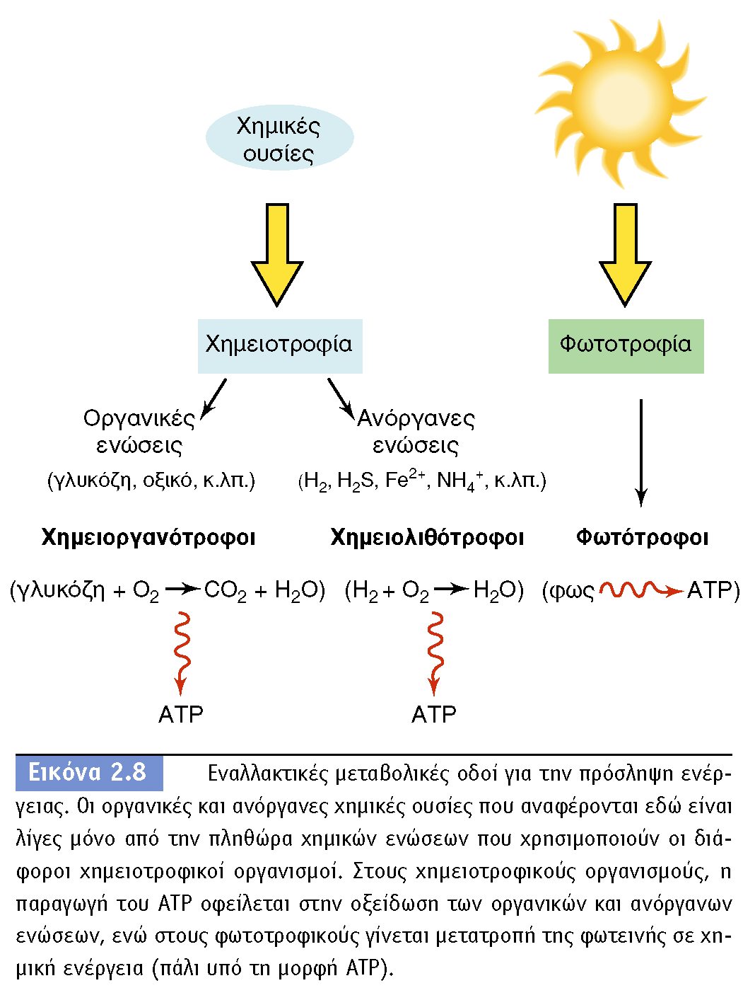 Χημικές
ουσίες
Χημειοτροφία
Φωτοτροφία
Οργανικές
ενώσεις
(γλυκόζη, οξικό, κ.λπ.)
Ανόργανες
ενώσεις
(H₂, H₂S, Fe²⁺, NH₄⁺, κ.λπ.)
Χημειοργανότροφοι
Χημειολιθότροφοι
Φωτότροφοι
(γλυκόζη + O₂ → CO₂ + H₂O)
(H₂ + O₂ → H₂O)
(φως → ATP)
ATP
ATP
Εικόνα 2.8 Εναλλακτικές μεταβολικές οδοί για την πρόσληψη ενέρ-
γειας. Οι οργανικές και ανόργανες χημικές ουσίες που αναφέρονται εδώ είναι
λίγες μόνο από την πληθώρα χημικών ενώσεων που χρησιμοποιούν οι διά-
φοροι χημειοτροφικοί οργανισμοί. Στους χημειοτροφικούς οργανισμούς, η
παραγωγή του ATP οφείλεται στην οξείδωση των οργανικών και ανόργανων
ενώσεων, ενώ στους φωτοτροφικούς γίνεται μετατροπή της φωτεινής σε χη-
μική ενέργεια (πάλι υπό τη μορφή ATP).